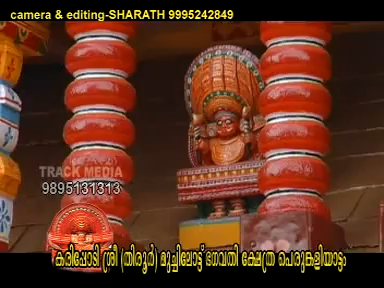 camera & editing-SHARATH 9995242849
TRACK MEDIA
9895131313
കരിപ്പോടി ശ്രീ (തിരൂർ) മുച്ചിലോട്ട് ഭഗവതി ക്ഷേത്ര പെരുങ്കളിയാട്ടം